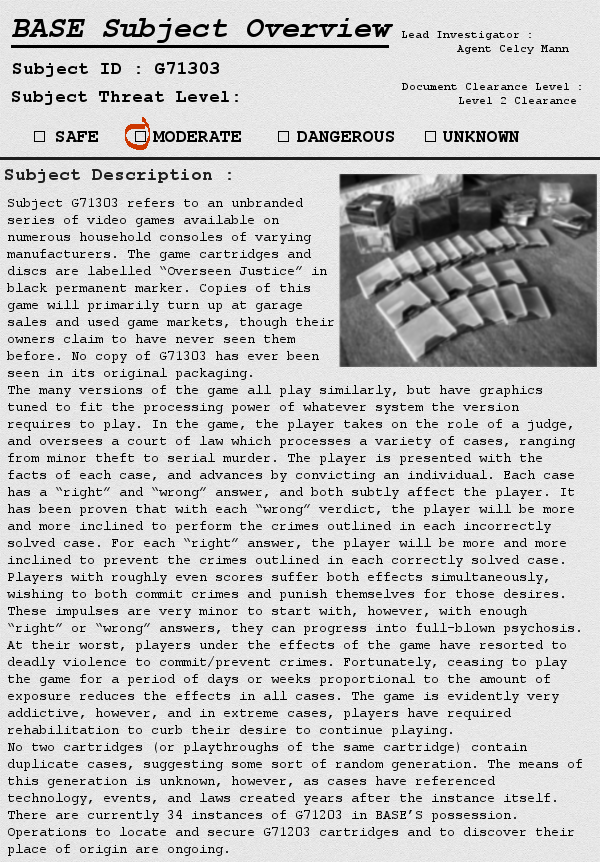 BASE Subject Overview
Lead Investigator :
Agent Celcy Mann
Subject ID : G71303
Document Clearance Level :
Level 2 Clearance
Subject Threat Level:
☐ SAFE ☐ MODERATE ☐ DANGEROUS ☐ UNKNOWN
Subject Description :
Subject G71303 refers to an unbranded
series of video games available on
numerous household consoles of varying
manufacturers. The game cartridges and
discs are labelled “Overseen Justice” in
black permanent marker. Copies of this
game will primarily turn up at garage
sales and used game markets, though their
owners claim to have never seen them
before. No copy of G71303 has ever been
seen in its original packaging.
The many versions of the game all play similarly, but have graphics
tuned to fit the processing power of whatever system the version
requires to play. In the game, the player takes on the role of a judge,
and oversees a court of law which processes a variety of cases, ranging
from minor theft to serial murder. The player is presented with the
facts of each case, and advances by convicting an individual. Each case
has a “right” and “wrong” answer, and both subtly affect the player. It
has been proven that with each “wrong” verdict, the player will be more
and more inclined to perform the crimes outlined in each incorrectly
solved case. For each “right” answer, the player will be more and more
inclined to prevent the crimes outlined in each correctly solved case.
Players with roughly even scores suffer both effects simultaneously,
wishing to both commit crimes and punish themselves for those desires.
These impulses are very minor to start with, however, with enough
“right” or “wrong” answers, they can progress into full-blown psychosis.
At their worst, players under the effects of the game have resorted to
deadly violence to commit/prevent crimes. Fortunately, ceasing to play
the game for a period of days or weeks proportional to the amount of
exposure reduces the effects in all cases. The game is evidently very
addictive, however, and in extreme cases, players have required
rehabilitation to curb their desire to continue playing.
No two cartridges (or playthroughs of the same cartridge) contain
duplicate cases, suggesting some sort of random generation. The means of
this generation is unknown, however, as cases have referenced
technology, events, and laws created years after the instance itself.
There are currently 34 instances of G71203 in BASE’S possession.
Operations to locate and secure G71203 cartridges and to discover their
place of origin are ongoing.